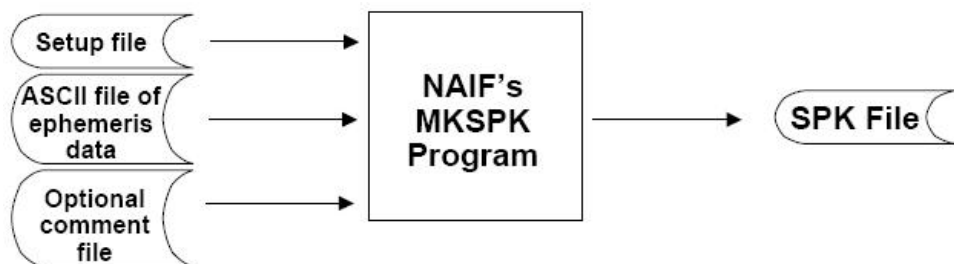 Setup file
ASCII file of
ephemeris
data
Optional
comment
file
NAIF's
MKSPK
Program
SPK File